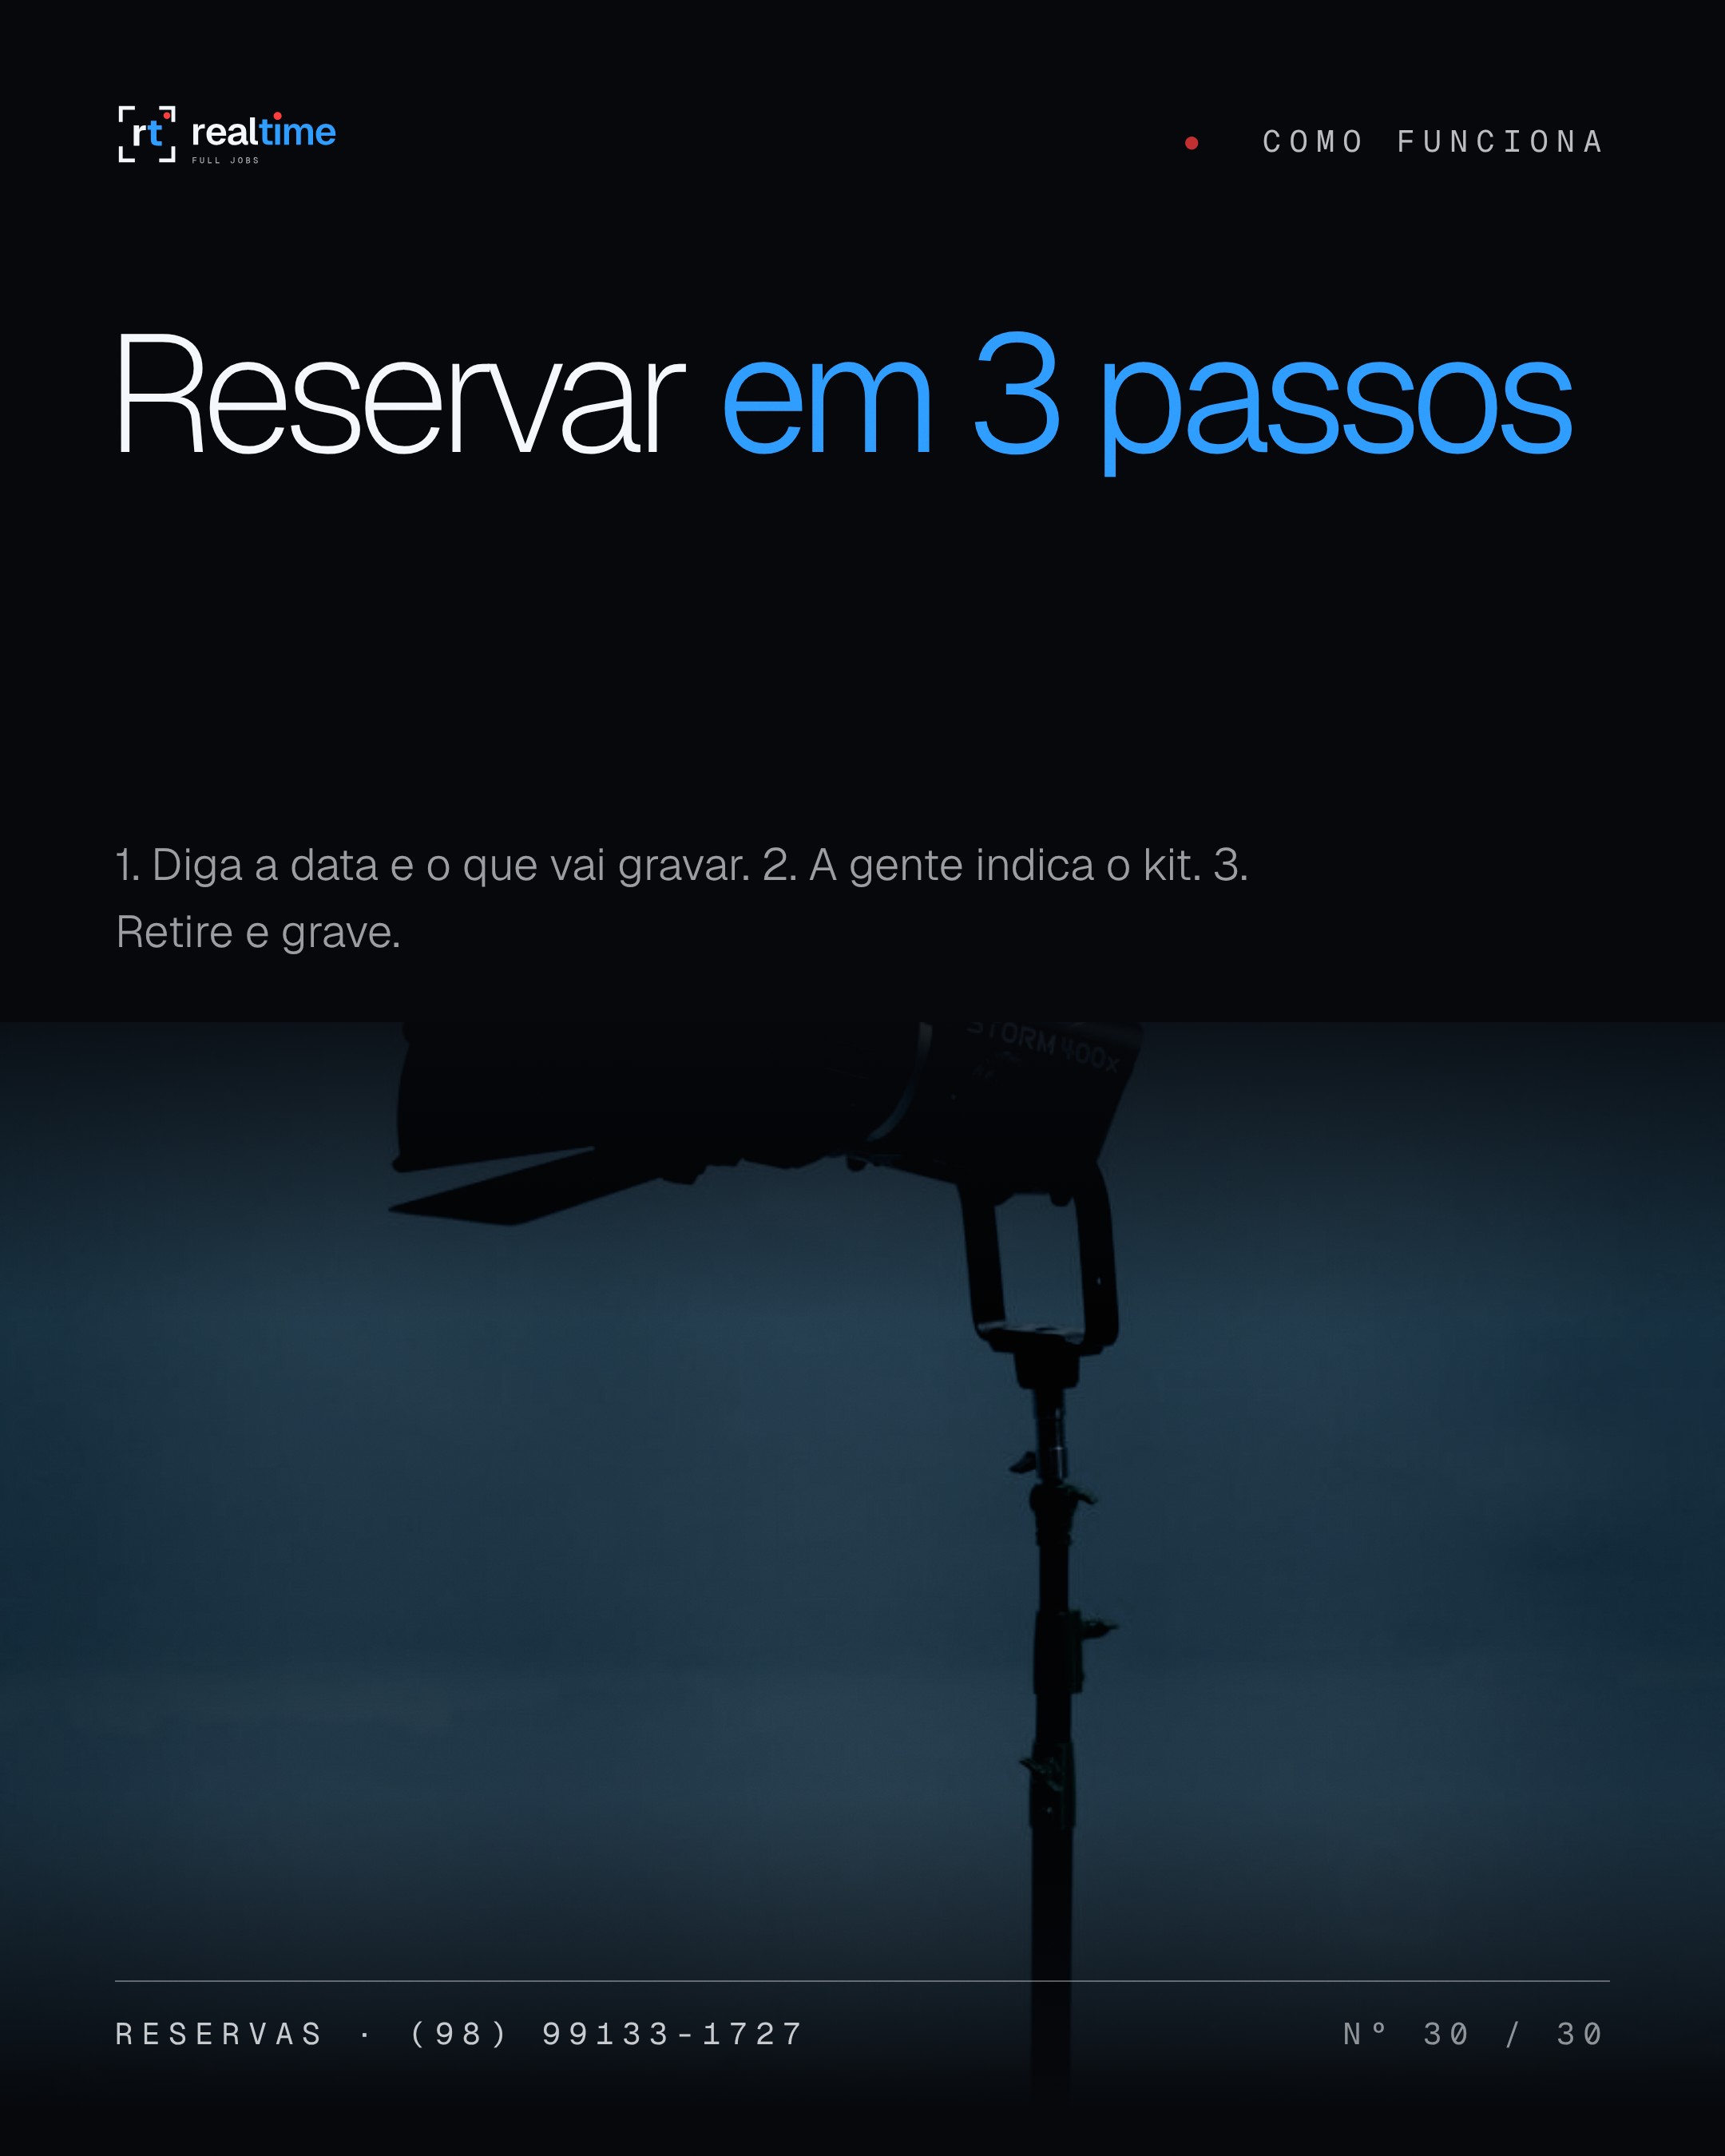 rt realtime
FULL JOBS
COMO FUNCIONA
Reservar em 3 passos
1. Diga a data e o que vai gravar. 2. A gente indica o kit. 3.
Retire e grave.
STORM 400x
RESERVAS · (98) 99133-1727
Nº 30 / 30